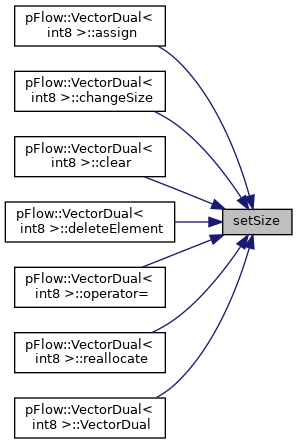 pFlow::VectorDual<
int8 >::assign
pFlow::VectorDual<
int8 >::changeSize
pFlow::VectorDual<
int8 >::clear
pFlow::VectorDual<
int8 >::deleteElement
setSize
pFlow::VectorDual<
int8 >::operator=
pFlow::VectorDual<
int8 >::reallocate
pFlow::VectorDual<
int8 >::VectorDual